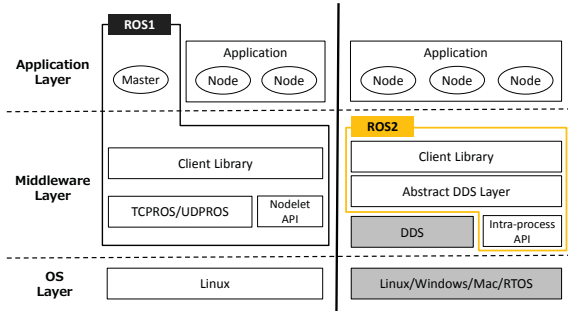 ROS1
Application
Layer
Master
Application
Node
Node
Application
Node
Node
Node
Middleware
Layer
Client Library
TCPROS/UDPROS
Nodelet
API
ROS2
Client Library
Abstract DDS Layer
DDS
Intra-process
API
OS
Layer
Linux
Linux/Windows/Mac/RTOS